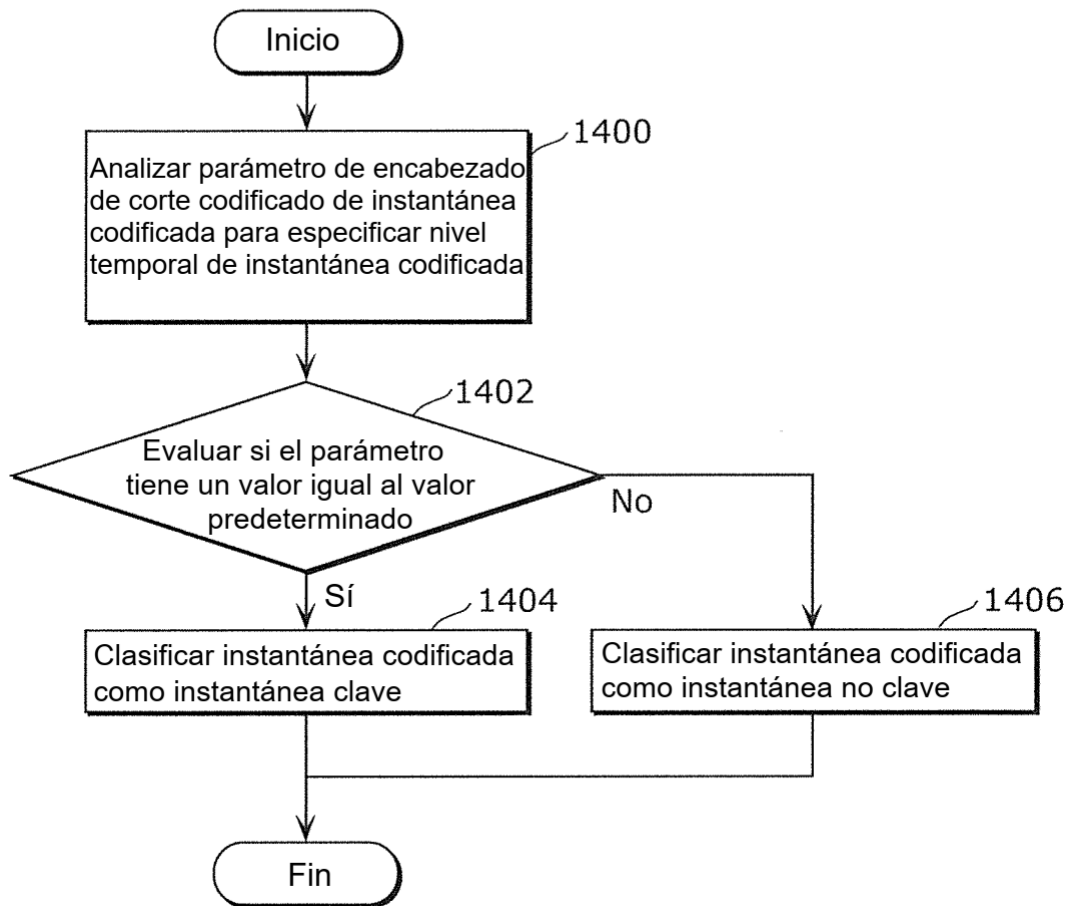 Inicio
1400
Analizar parámetro de encabezado
de corte codificado de instantánea
codificada para especificar nivel
temporal de instantánea codificada
1402
Evaluar si el parámetro
tiene un valor igual al valor
predeterminado
No
Sí
1404
Clasificar instantánea codificada
como instantánea clave
1406
Clasificar instantánea codificada
como instantánea no clave
Fin